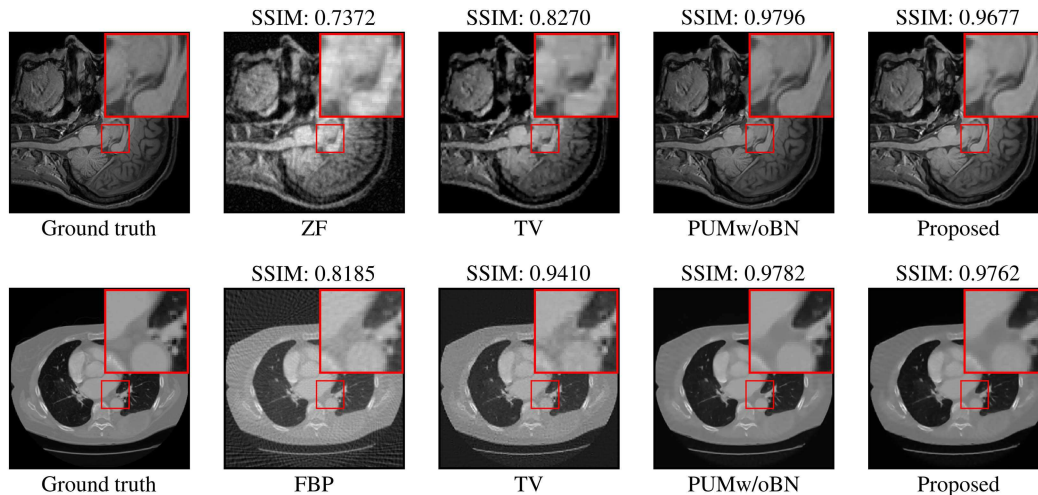 SSIM: 0.7372 SSIM: 0.8270 SSIM: 0.9796 SSIM: 0.9677
Ground truth ZF TV PUMw/oBN Proposed
SSIM: 0.8185 SSIM: 0.9410 SSIM: 0.9782 SSIM: 0.9762
Ground truth FBP TV PUMw/oBN Proposed